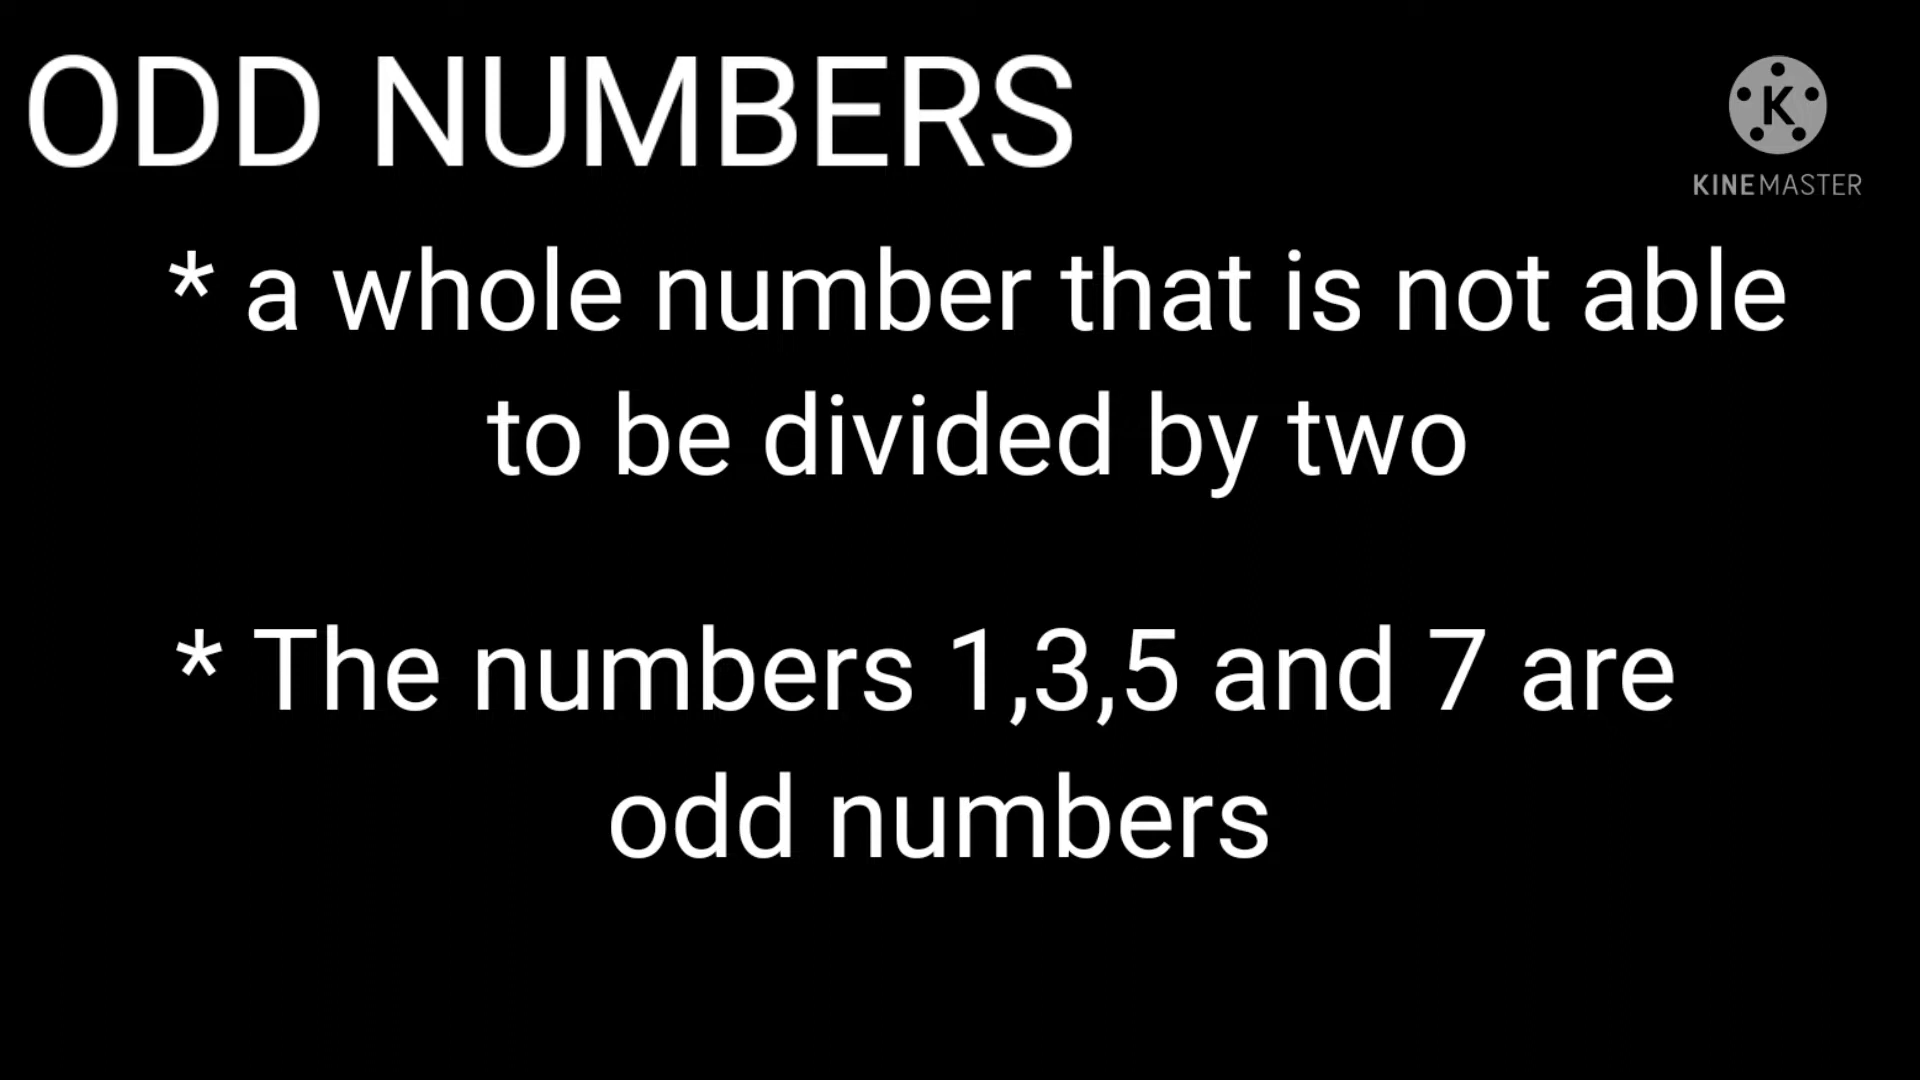 ODD NUMBERS
K
KINEMASTER
* a whole number that is not able
to be divided by two
* The numbers 1,3,5 and 7 are
odd numbers